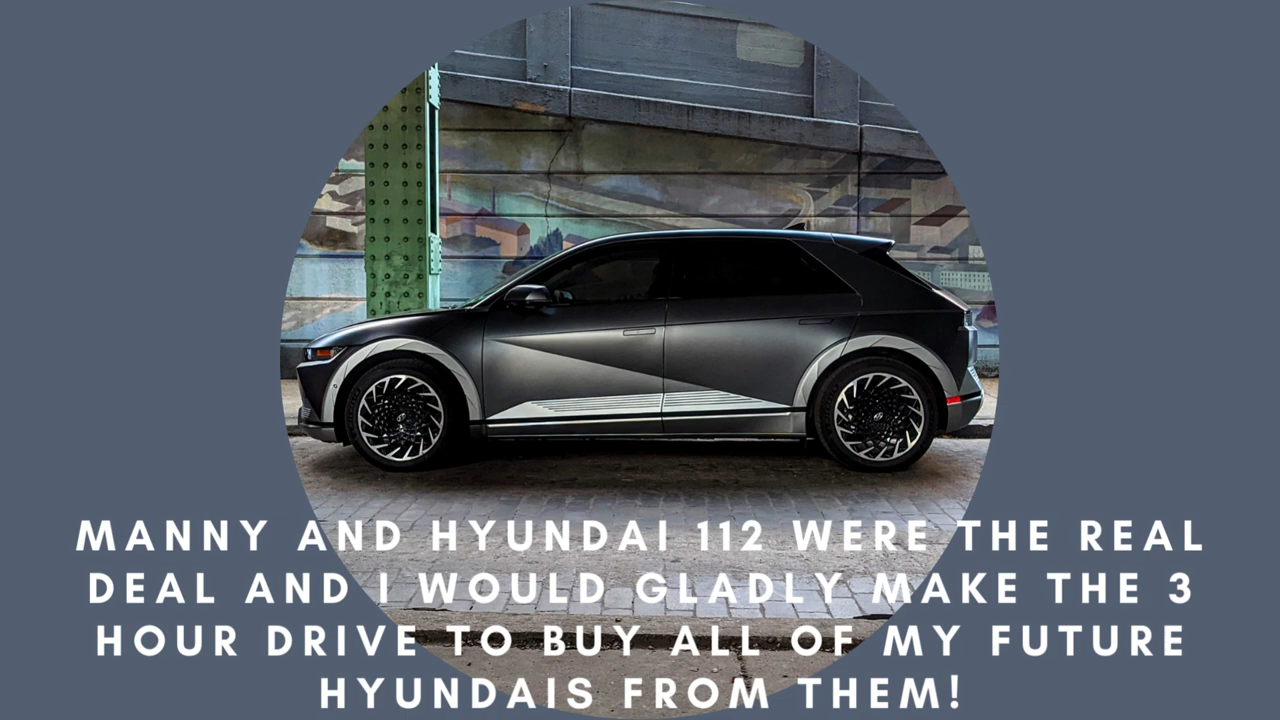 MANNY AND HYUNDAI 112 WERE THE REAL
DEAL AND I WOULD GLADLY MAKE THE 3
HOUR DRIVE TO BUY ALL OF MY FUTURE
HYUNDAIS FROM THEM!